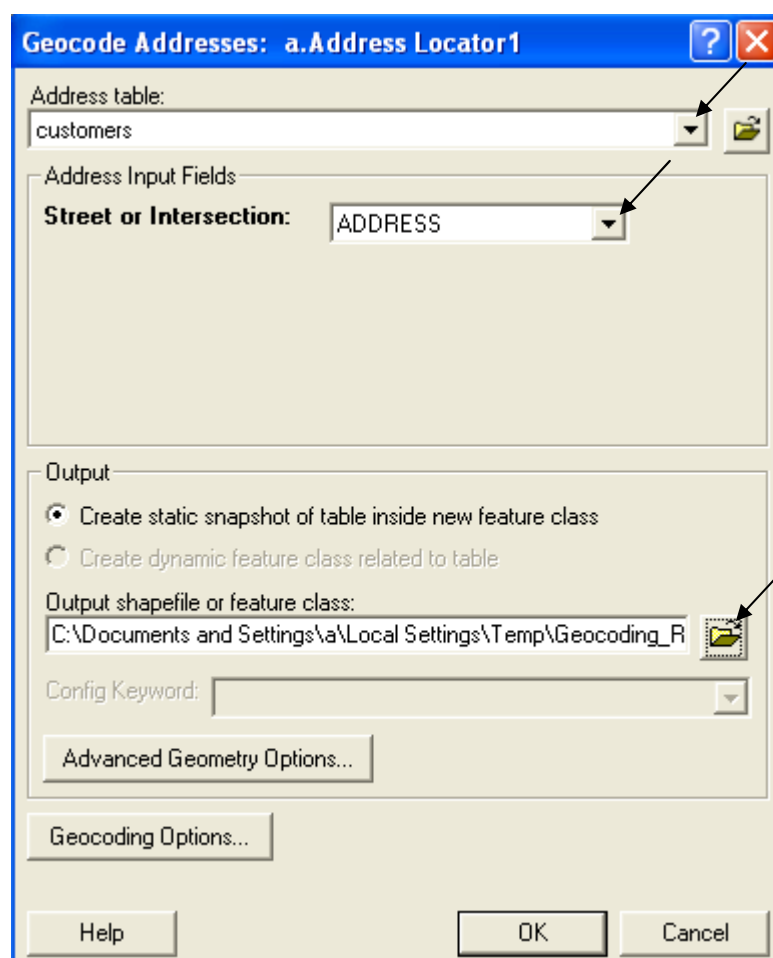 Geocode Addresses: a.Address Locator1
Address table:
customers
Address Input Fields
Street or Intersection: ADDRESS
Output
Create static snapshot of table inside new feature class
Create dynamic feature class related to table
Output shapefile or feature class:
C:\Documents and Settings\a\Local Settings\Temp\Geocoding_R
Config Keyword:
Advanced Geometry Options...
Geocoding Options...
Help OK Cancel